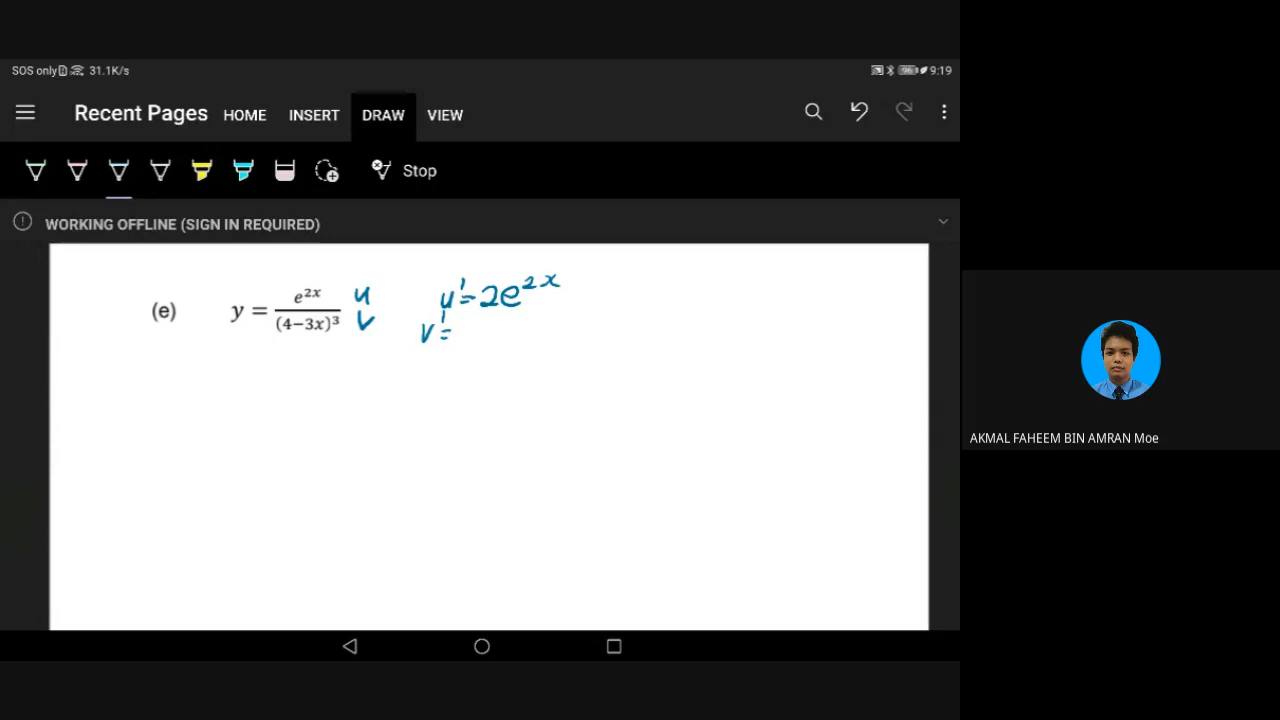 SOS only 31.1K/s 96 9:19
Recent Pages HOME INSERT DRAW VIEW
Stop
WORKING OFFLINE (SIGN IN REQUIRED)
(e) y = e^{2x} / (4−3x)^3 u v
u' = 2e^{2x}
v' =
AKMAL FAHEEM BIN AMRAN Moe